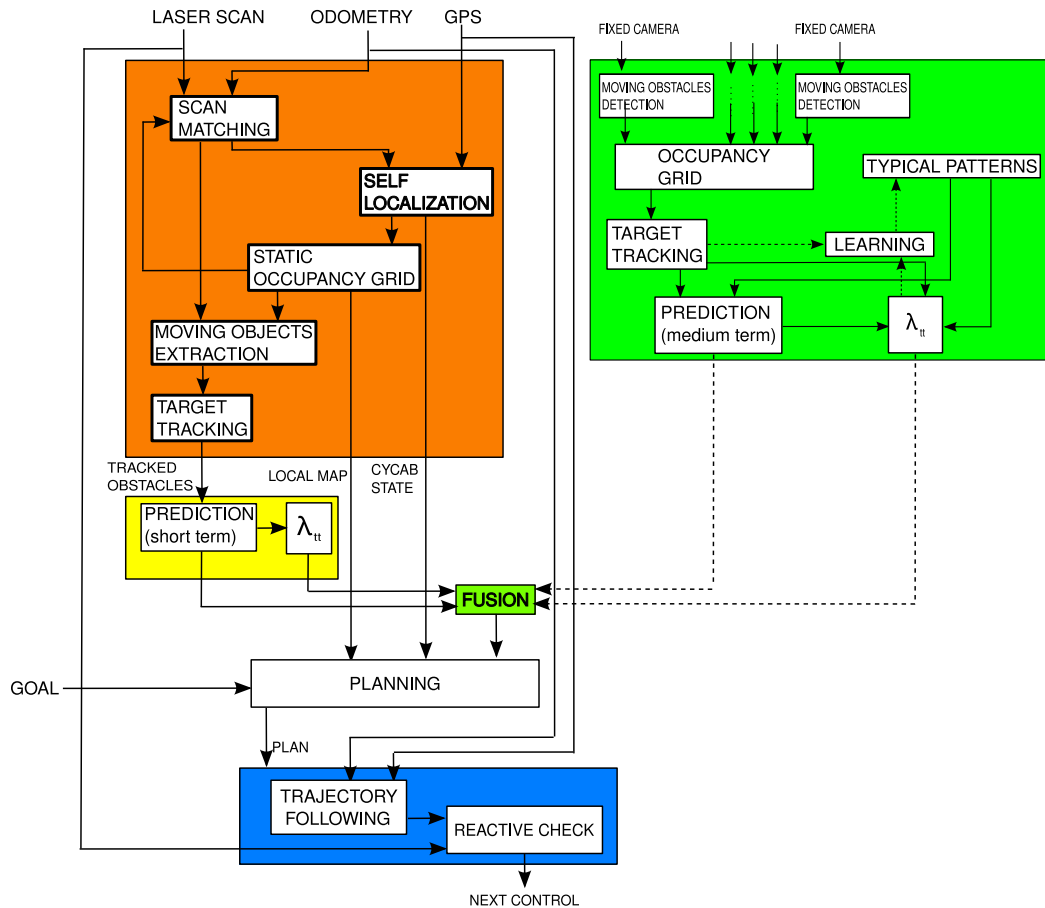 LASER SCAN
ODOMETRY
GPS
FIXED CAMERA
FIXED CAMERA
MOVING OBSTACLES
DETECTION
MOVING OBSTACLES
DETECTION
SCAN
MATCHING
OCCUPANCY
GRID
TYPICAL PATTERNS
SELF
LOCALIZATION
TARGET
TRACKING
LEARNING
STATIC
OCCUPANCY GRID
PREDICTION
(medium term)
λtt
MOVING OBJECTS
EXTRACTION
TARGET
TRACKING
TRACKED
OBSTACLES
LOCAL MAP
CYCAB
STATE
PREDICTION
(short term)
λtt
FUSION
GOAL
PLANNING
PLAN
TRAJECTORY
FOLLOWING
REACTIVE CHECK
NEXT CONTROL